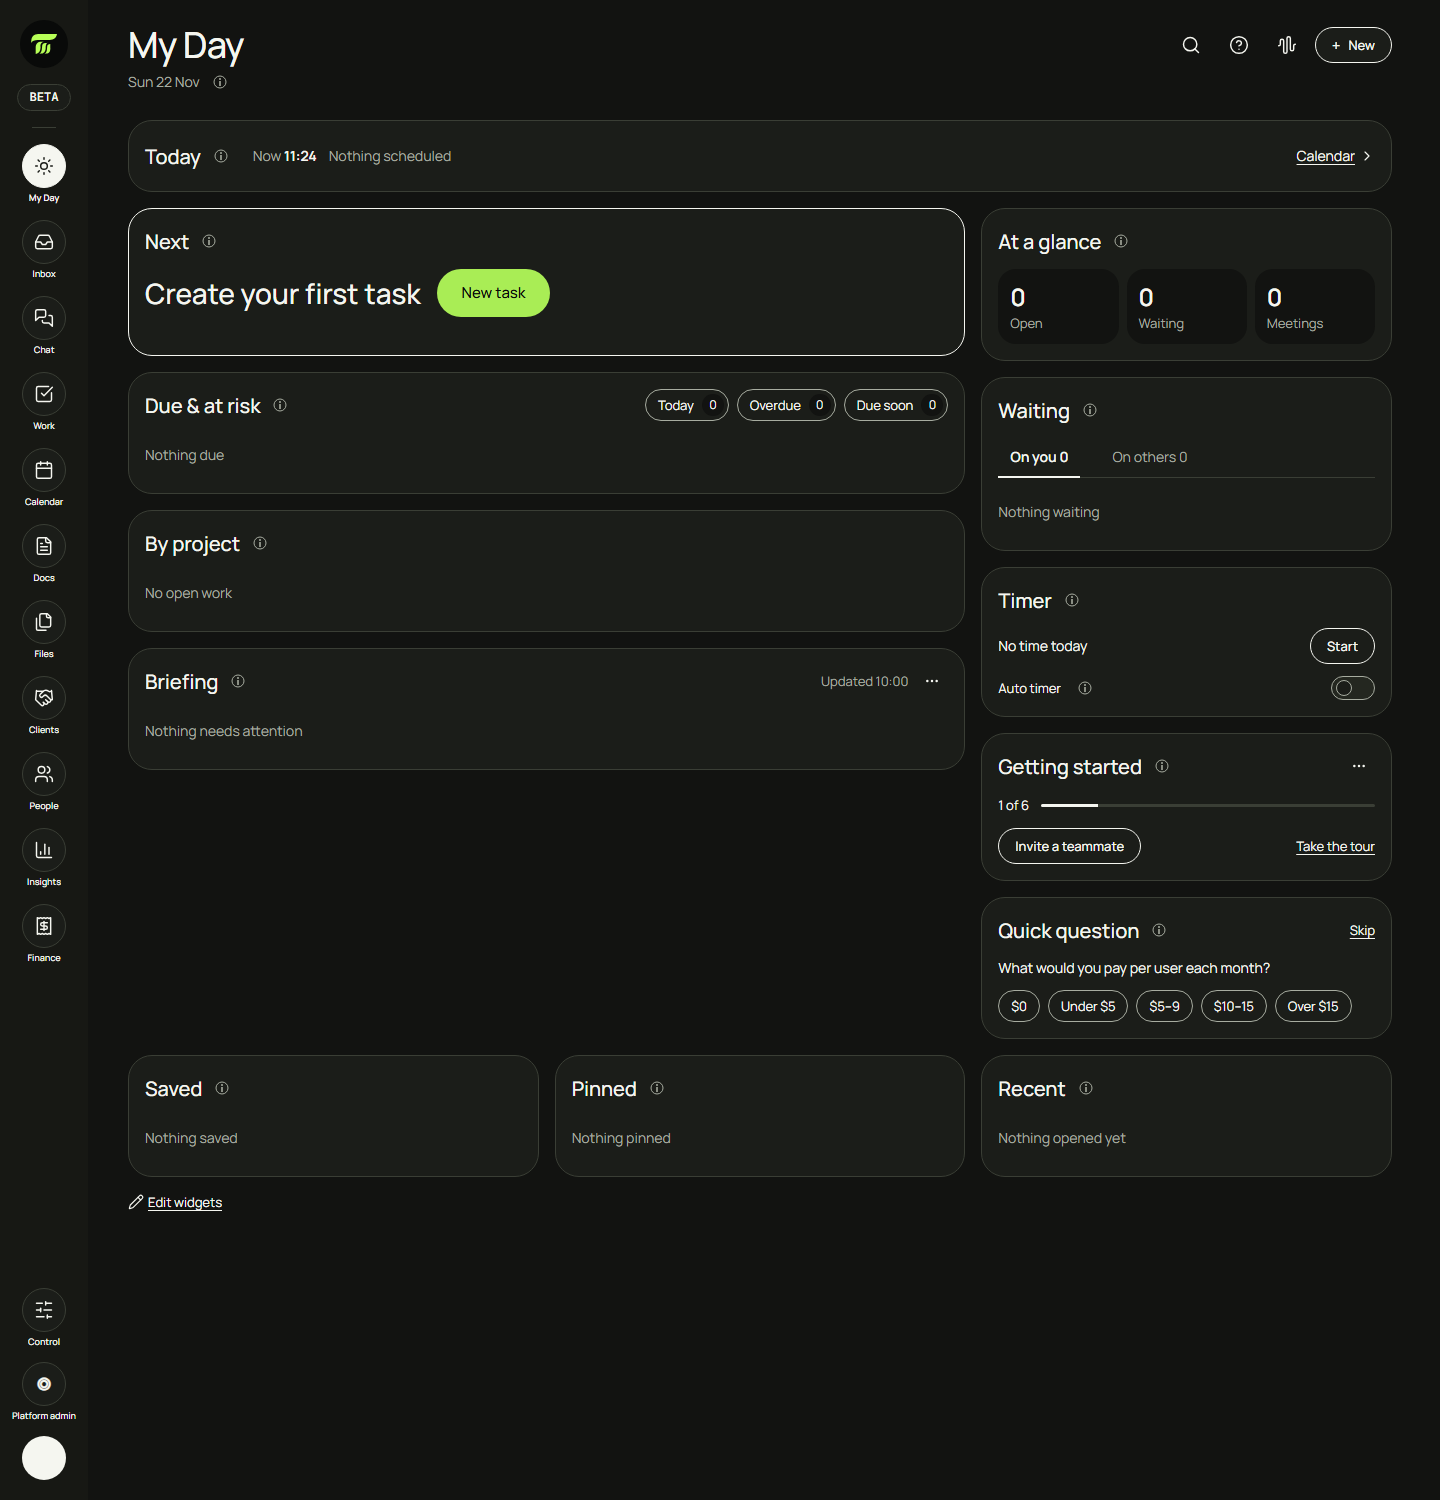 BETA
My Day
Inbox
Chat
Work
Calendar
Docs
Files
Clients
People
Insights
Finance
Control
Platform admin
My Day
Sun 22 Nov
+ New
Today
Now 11:24 Nothing scheduled
Calendar
Next
Create your first task
New task
Due & at risk
Today 0
Overdue 0
Due soon 0
Nothing due
By project
No open work
Briefing
Updated 10:00
Nothing needs attention
At a glance
0
Open
0
Waiting
0
Meetings
Waiting
On you 0
On others 0
Nothing waiting
Timer
No time today
Start
Auto timer
Getting started
1 of 6
Invite a teammate
Take the tour
Quick question
Skip
What would you pay per user each month?
$0
Under $5
$5–9
$10–15
Over $15
Saved
Nothing saved
Pinned
Nothing pinned
Recent
Nothing opened yet
Edit widgets